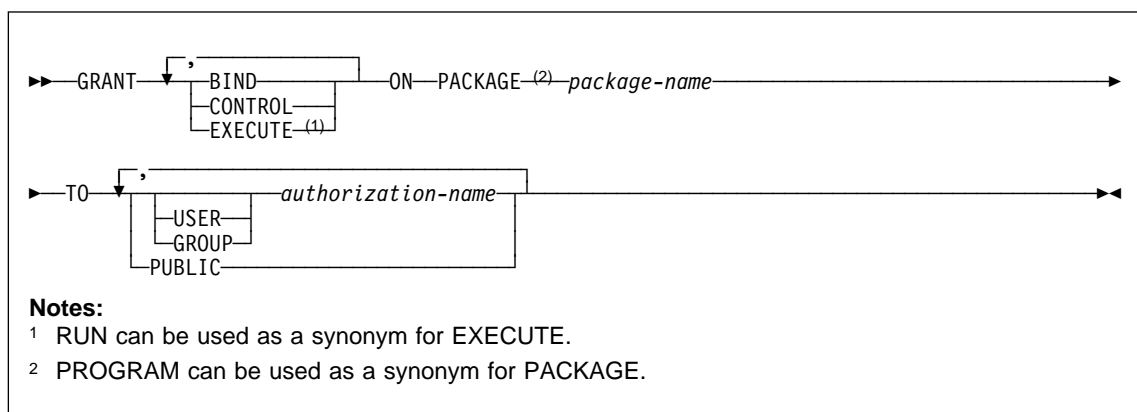 ,
GRANT BIND ON PACKAGE (2) package-name
CONTROL
EXECUTE (1)
,
TO authorization-name
USER
GROUP
PUBLIC
Notes:
1 RUN can be used as a synonym for EXECUTE.
2 PROGRAM can be used as a synonym for PACKAGE.